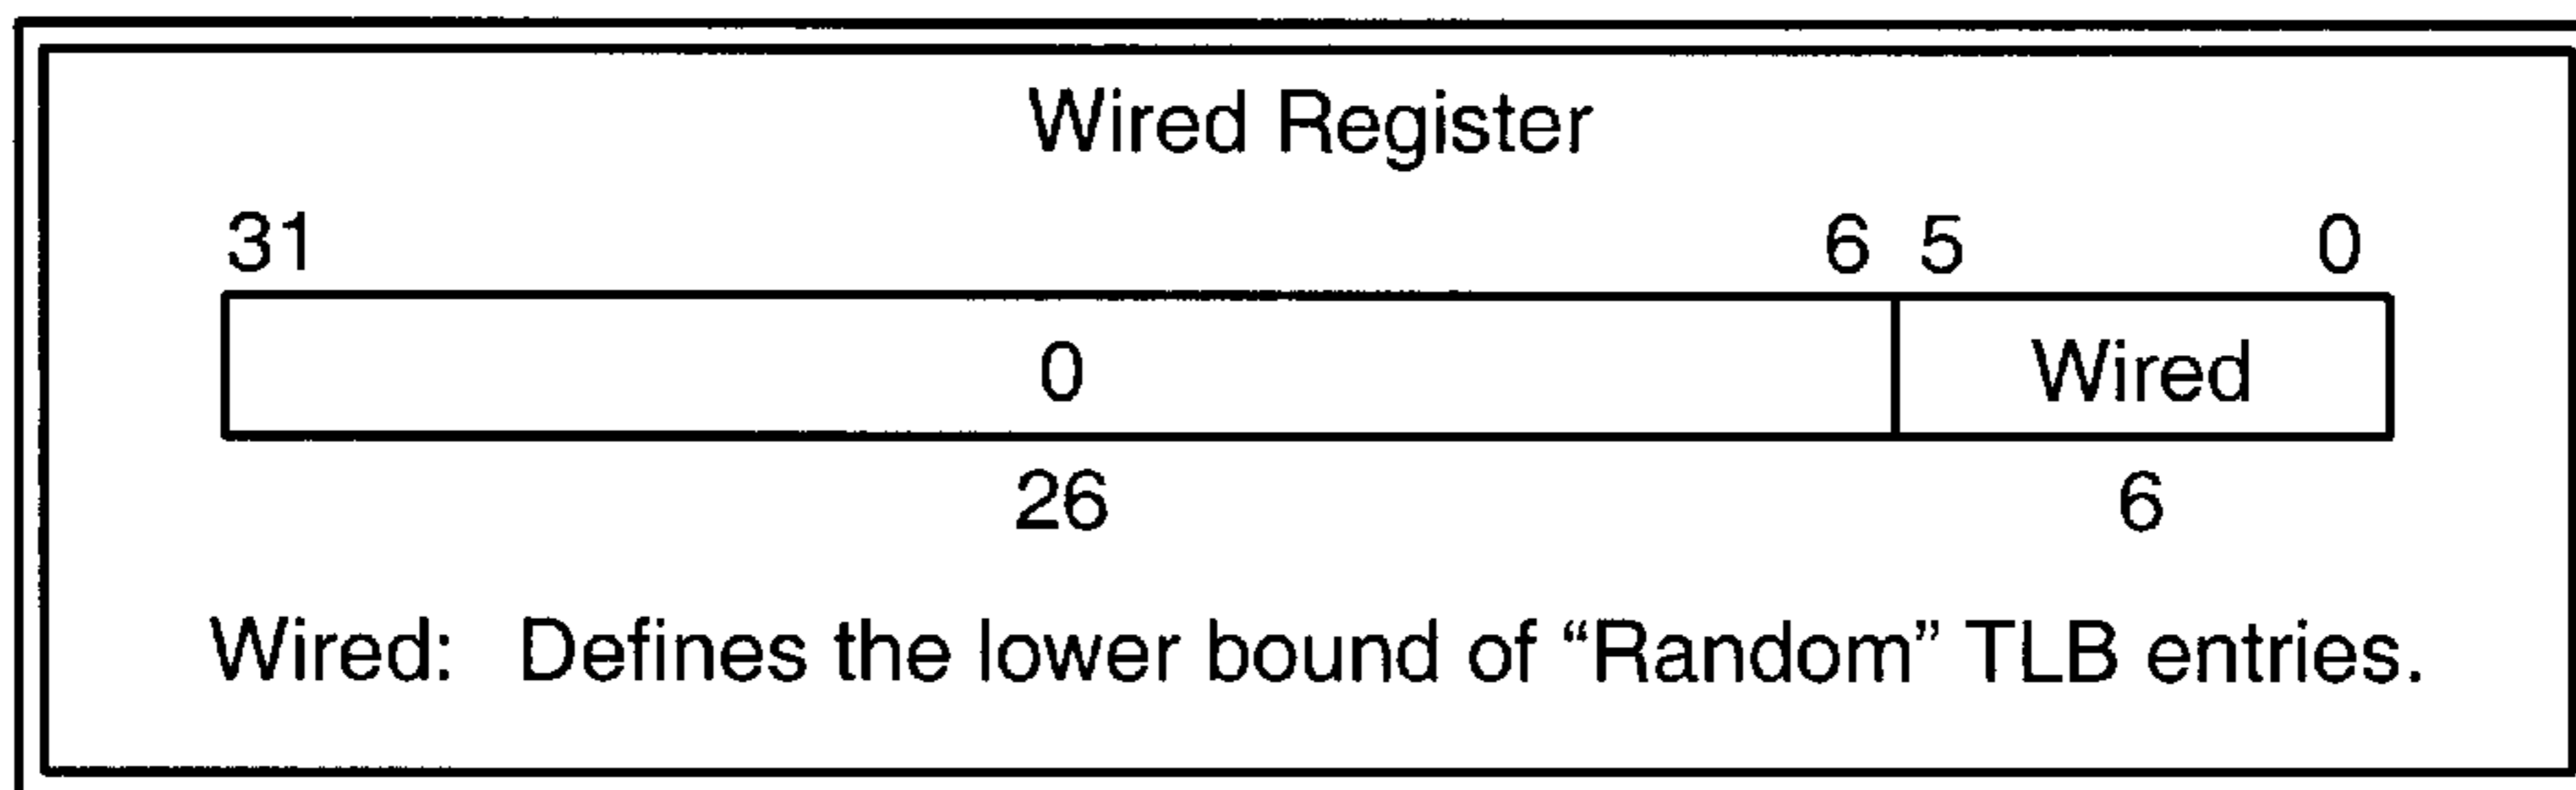 Wired Register
31 6 5 0
0 Wired
26 6
Wired: Defines the lower bound of “Random” TLB entries.